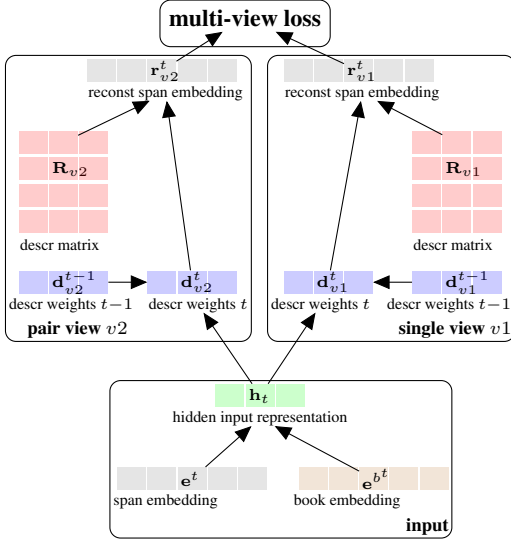 multi-view loss
r^t_{v2}
reconst span embedding
r^t_{v1}
reconst span embedding
R_{v2}
descr matrix
R_{v1}
descr matrix
d^{t−1}_{v2}
descr weights t−1
d^t_{v2}
descr weights t
d^t_{v1}
descr weights t
d^{t−1}_{v1}
descr weights t−1
pair view v2
single view v1
h_t
hidden input representation
e^t
span embedding
e^{b^t}
book embedding
input